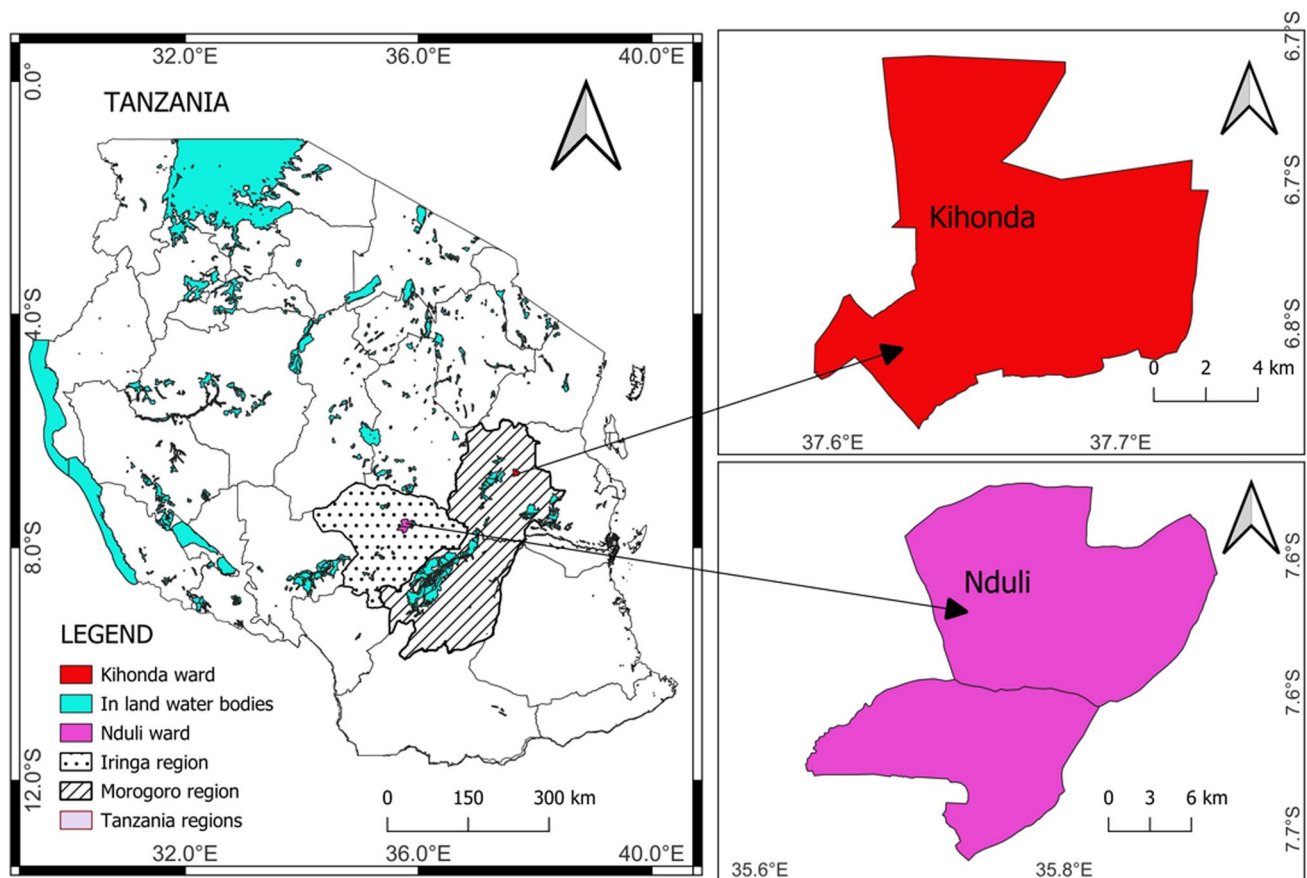 32.0°E 36.0°E 40.0°E
0.0°
TANZANIA
4.0°S
8.0°S
12.0°S
LEGEND
Kihonda ward
In land water bodies
Nduli ward
Iringa region
Morogoro region
Tanzania regions
0 150 300 km
32.0°E 36.0°E 40.0°E
6.7°S
6.7°S
Kihonda
6.8°S
0 2 4 km
37.6°E 37.7°E
7.6°S
Nduli
7.6°S
0 3 6 km
7.7°S
35.6°E 35.8°E